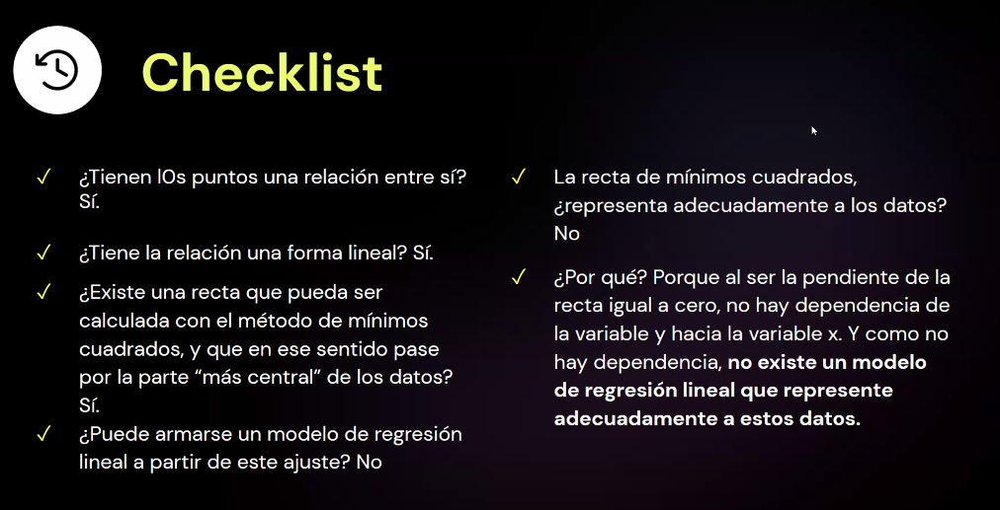 Checklist
¿Tienen l0s puntos una relación entre sí?
Sí.
¿Tiene la relación una forma lineal? Sí.
¿Existe una recta que pueda ser
calculada con el método de mínimos
cuadrados, y que en ese sentido pase
por la parte “más central” de los datos?
Sí.
¿Puede armarse un modelo de regresión
lineal a partir de este ajuste? No
La recta de mínimos cuadrados,
¿representa adecuadamente a los datos?
No
¿Por qué? Porque al ser la pendiente de la
recta igual a cero, no hay dependencia de
la variable y hacia la variable x. Y como no
hay dependencia, no existe un modelo
de regresión lineal que represente
adecuadamente a estos datos.